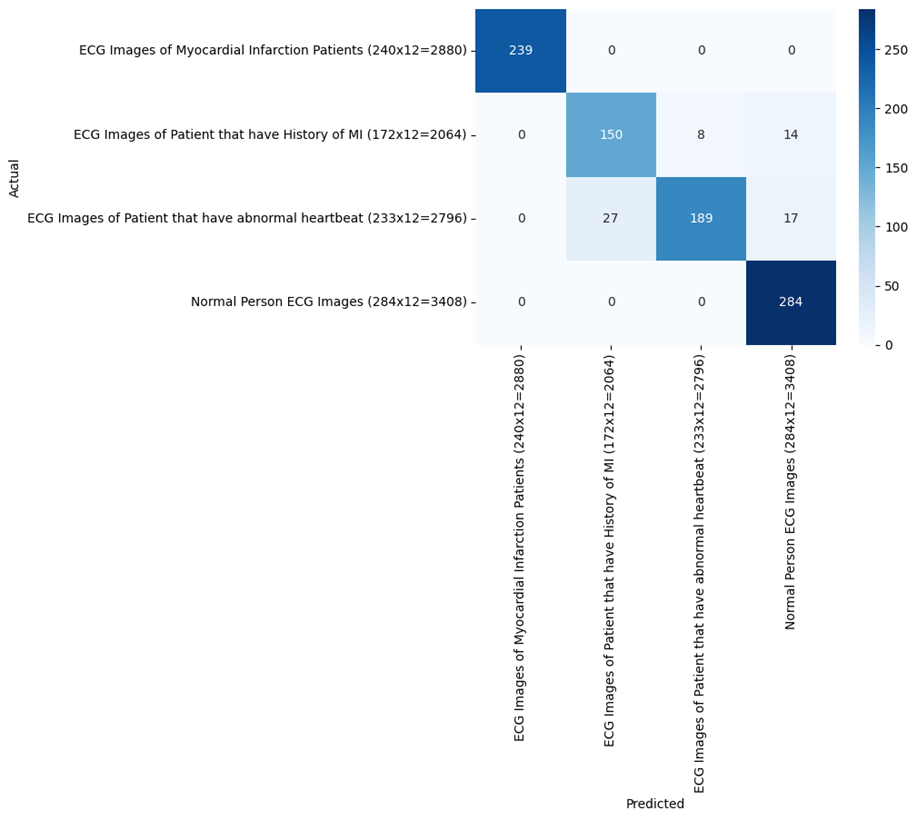 ECG Images of Myocardial Infarction Patients (240x12=2880)
239 0 0 0
ECG Images of Patient that have History of MI (172x12=2064)
0 150 8 14
ECG Images of Patient that have abnormal heartbeat (233x12=2796)
0 27 189 17
Normal Person ECG Images (284x12=3408)
0 0 0 284
Actual
250
200
150
100
50
0
ECG Images of Myocardial Infarction Patients (240x12=2880)
ECG Images of Patient that have History of MI (172x12=2064)
ECG Images of Patient that have abnormal heartbeat (233x12=2796)
Normal Person ECG Images (284x12=3408)
Predicted